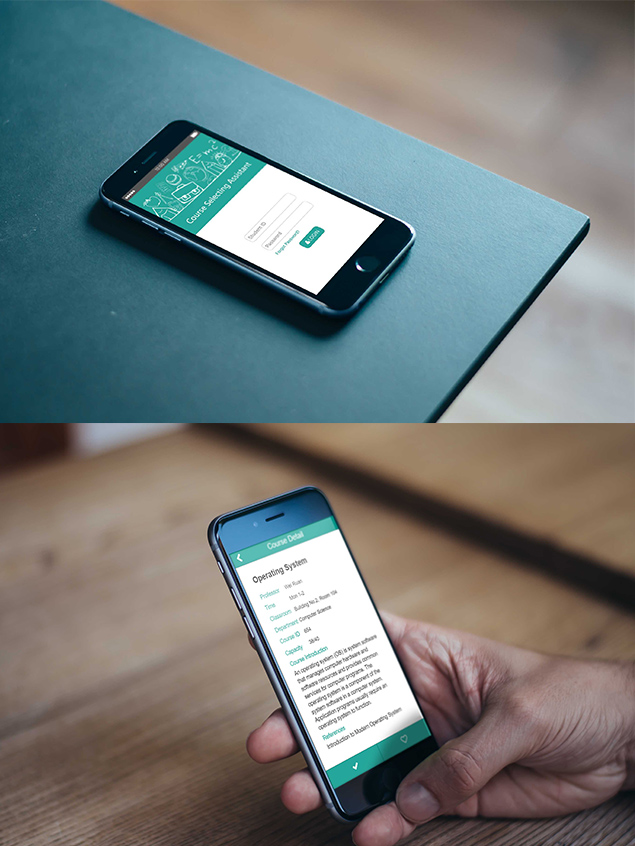 E=mc²
Course Selecting Assistant
Student ID
Password
Forgot Password?
LOGIN
Course Detail
Operating System
Professor Wei Ruan
Time Mon 1-2
Classroom Building No.2, Room 104
Department Computer Science
Course ID 654
Capacity 38/40
Course Introduction
An operating system (OS) is system software
that manages computer hardware and
software resources and provides common
services for computer programs. The
operating system is a component of the
system software in a computer system.
Application programs usually require an
operating system to function.
References
Introduction to Modern Operating System